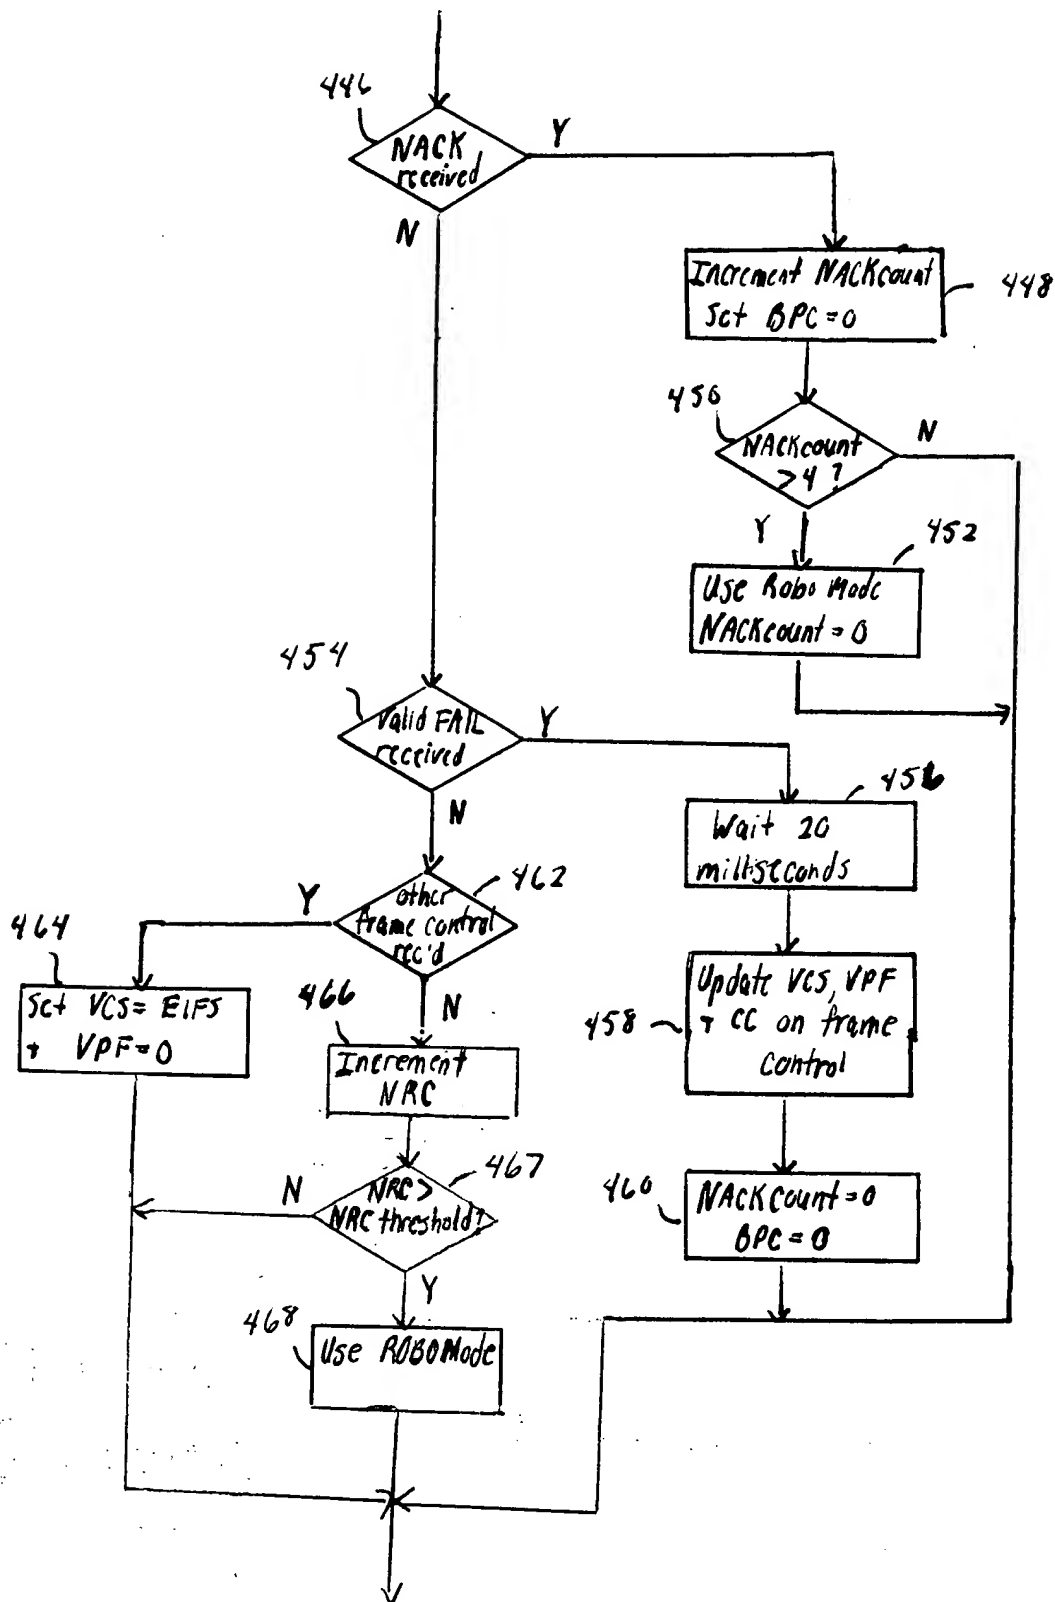 446
NACK
received
Y
N
Increment NACKcount
Set BPC=0
448
450
NACKcount
>4?
N
Y
452
Use Robo Mode
NACKcount=0
454
Valid FAIL
received
Y
N
456
Wait 20
milliseconds
462
other
frame control
rec'd
Y
N
464
Set VCS=EIFS
+ VPF=0
466
Increment
NRC
458
Update VCS, VPF
+ CC on frame
control
467
NRC>
NRC threshold?
N
Y
460
NACKCount=0
BPC=0
468
Use ROBO Mode